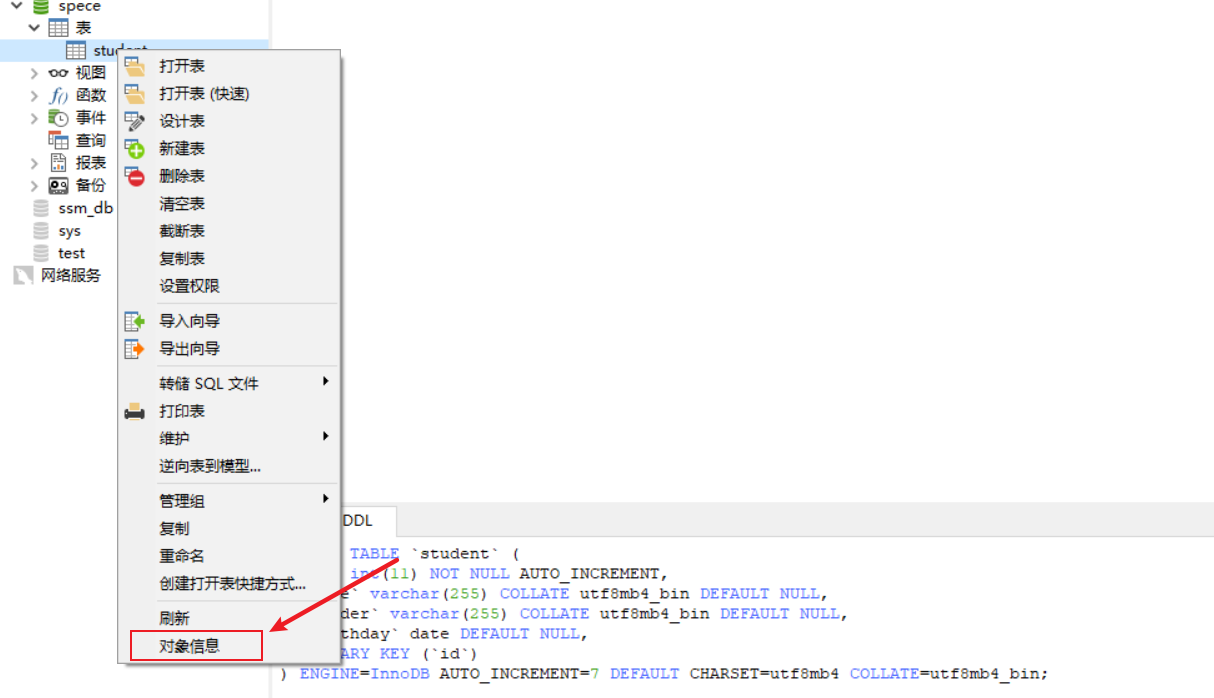 spece
表
student
视图
函数
事件
查询
报表
备份
ssm_db
sys
test
网络服务
打开表
打开表 (快速)
设计表
新建表
删除表
清空表
截断表
复制表
设置权限
导入向导
导出向导
转储 SQL 文件
打印表
维护
逆向表到模型...
管理组
复制
重命名
创建打开表快捷方式...
刷新
对象信息
DDL
TABLE `student` (
int(11) NOT NULL AUTO_INCREMENT,
e` varchar(255) COLLATE utf8mb4_bin DEFAULT NULL,
der` varchar(255) COLLATE utf8mb4_bin DEFAULT NULL,
thday` date DEFAULT NULL,
ARY KEY (`id`)
) ENGINE=InnoDB AUTO_INCREMENT=7 DEFAULT CHARSET=utf8mb4 COLLATE=utf8mb4_bin;